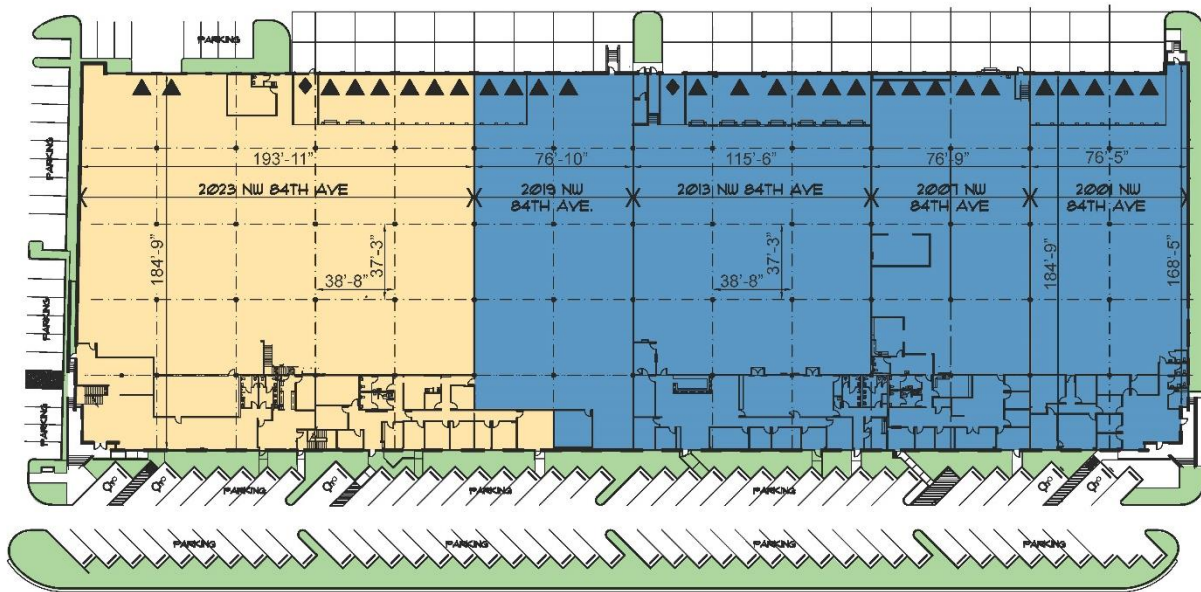 PARKING
PARKING
193'-11"
76'-10"
115'-6"
76'-9"
76'-5"
2023 NW 84TH AVE
2019 NW
84TH AVE.
2013 NW 84TH AVE
2007 NW
84TH AVE
2001 NW
84TH AVE
184'-9"
37'-3"
38'-8"
37'-3"
38'-8"
184'-9"
168'-5"
PARKING
PARKING
PARKING
PARKING
PARKING
PARKING
PARKING
PARKING
PARKING
PARKING